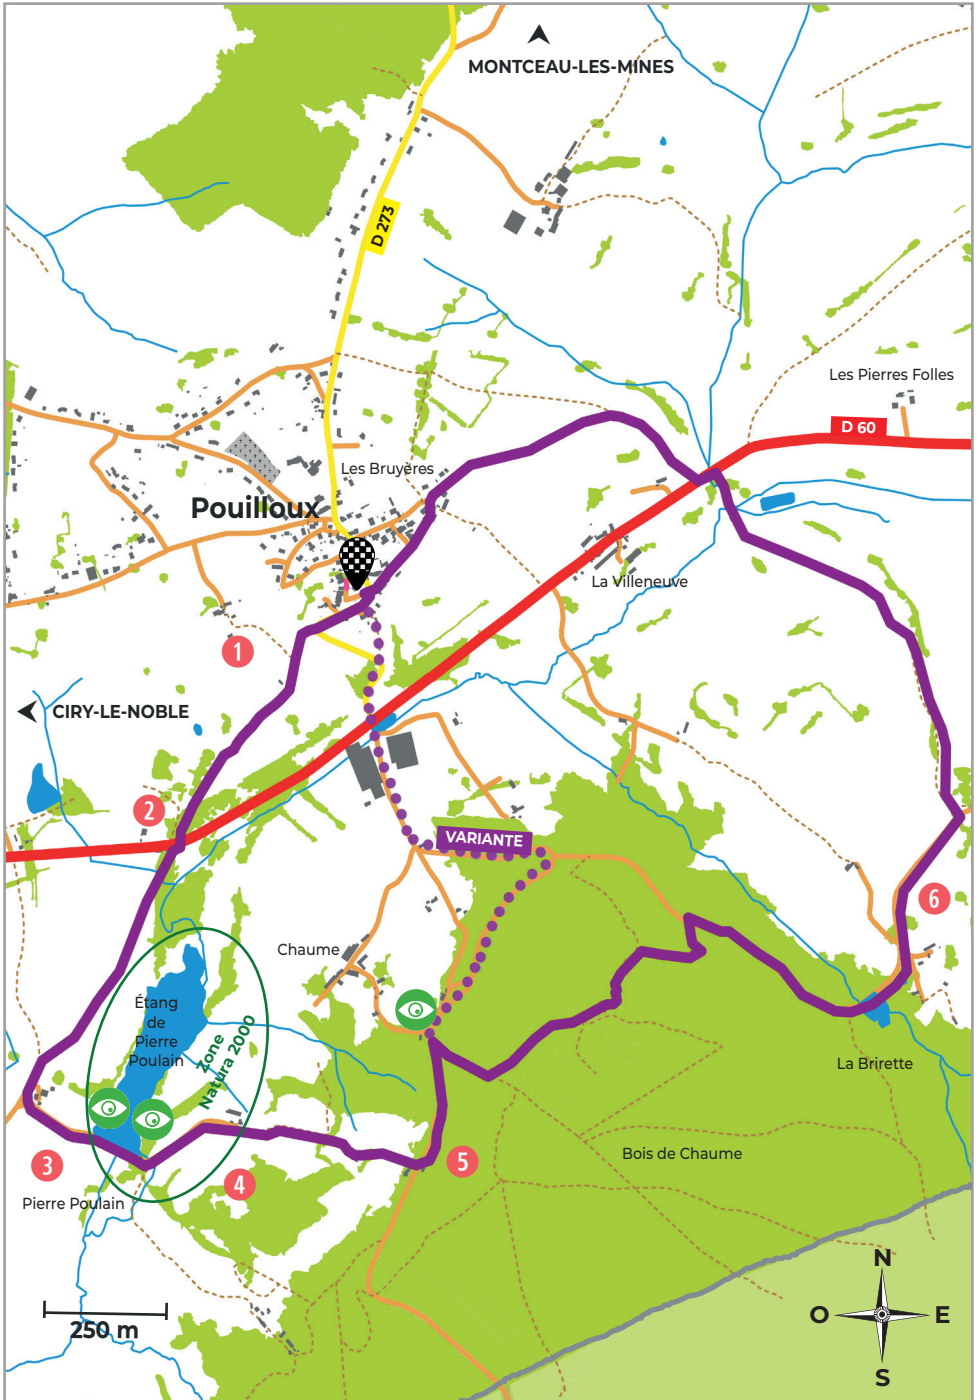 MONTCEAU-LES-MINES
D 273
Les Pierres Folles
D 60
Les Bruyères
Pouilloux
La Villeneuve
1
CIRY-LE-NOBLE
2
VARIANTE
6
Chaume
Étang
de
Pierre
Poulain
Zone
Natura 2000
La Brirette
3
4
5
Bois de Chaume
Pierre Poulain
250 m
N
O
E
S